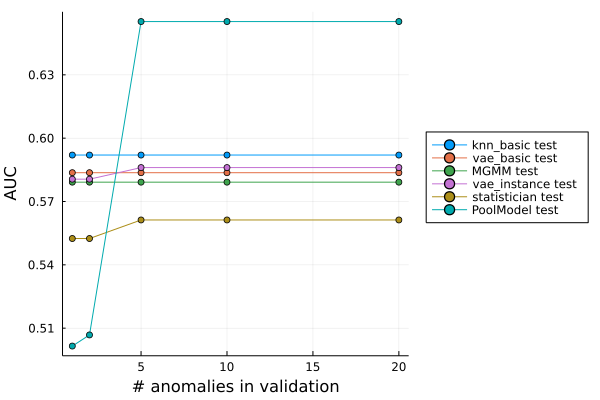 0.63
0.60
0.57
0.54
0.51
AUC
5
10
15
20
# anomalies in validation
knn_basic test
vae_basic test
MGMM test
vae_instance test
statistician test
PoolModel test